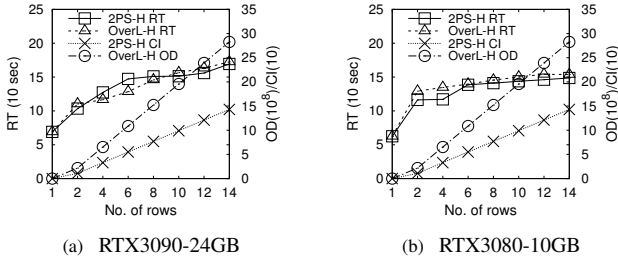 2PS-H RT
OverL-H RT
2PS-H CI
OverL-H OD
RT (10 sec)
25
20
15
10
5
0
35
30
25
20
15
10
5
0
OD(10⁸)/CI(10)
1 2 4 6 8 10 12 14
No. of rows
(a) RTX3090-24GB
2PS-H RT
OverL-H RT
2PS-H CI
OverL-H OD
RT (10 sec)
25
20
15
10
5
0
35
30
25
20
15
10
5
0
OD(10⁸)/CI(10)
1 2 4 6 8 10 12 14
No. of rows
(b) RTX3080-10GB